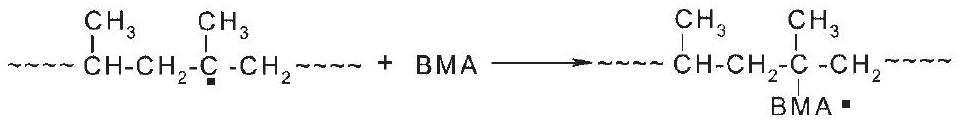 CH₃ CH₃ CH₃ CH₃
~~~~ CH-CH₂-C-CH₂~~~~ + BMA ⟶ ~~~~ CH-CH₂-C-CH₂~~~~
BMA ▪